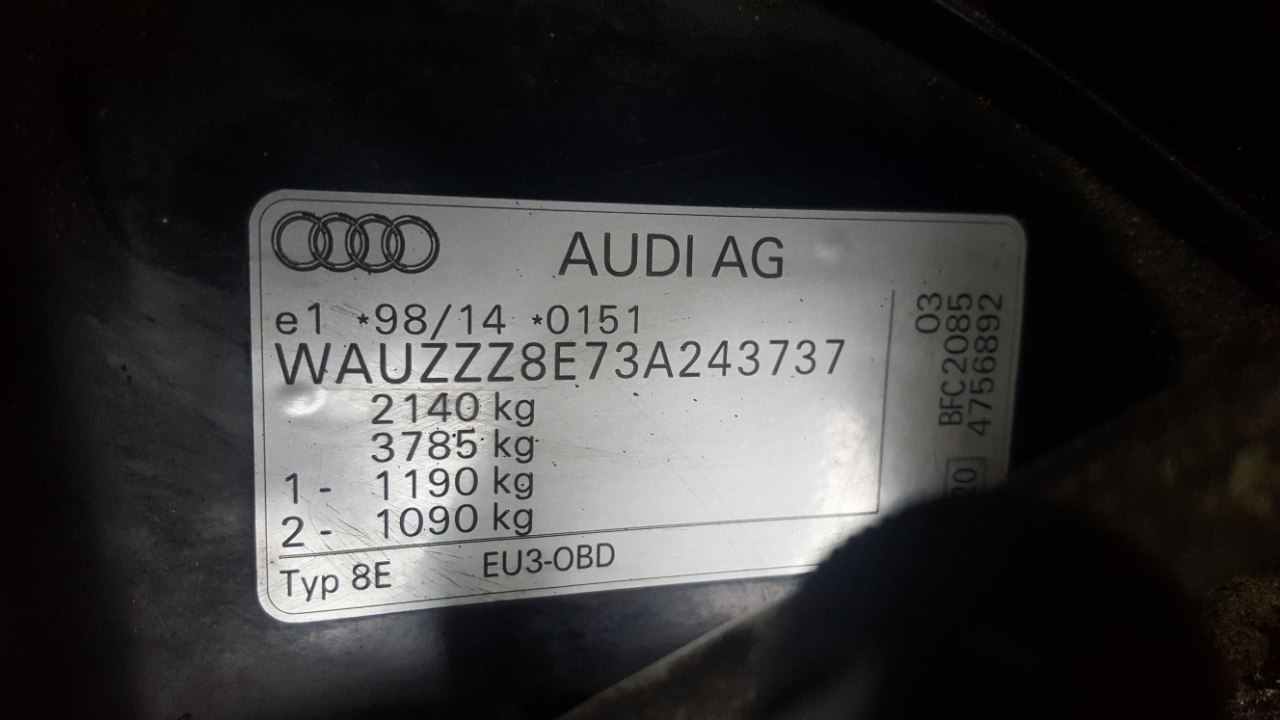 AUDI AG
e1 *98/14 *0151
WAUZZZ8E73A243737
2140 kg
3785 kg
1 - 1190 kg
2 - 1090 kg
Typ 8E EU3-OBD
03
BFC2085
4756892
20